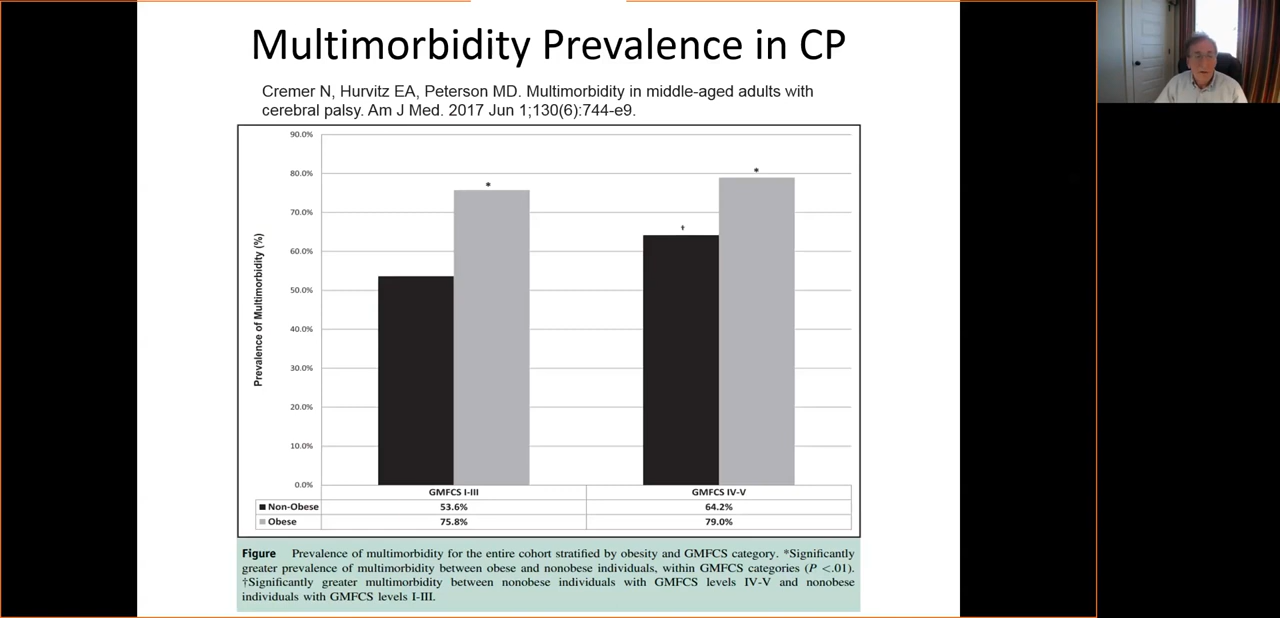 Multimorbidity Prevalence in CP
Cremer N, Hurvitz EA, Peterson MD. Multimorbidity in middle-aged adults with
cerebral palsy. Am J Med. 2017 Jun 1;130(6):744-e9.
90.0%
80.0%
70.0%
60.0%
50.0%
40.0%
30.0%
20.0%
10.0%
0.0%
Prevalence of Multimorbidity (%)
*
†
*
GMFCS I-III GMFCS IV-V
Non-Obese 53.6% 64.2%
Obese 75.8% 79.0%
Figure Prevalence of multimorbidity for the entire cohort stratified by obesity and GMFCS category. *Significantly
greater prevalence of multimorbidity between obese and nonobese individuals, within GMFCS categories (P <.01).
†Significantly greater multimorbidity between nonobese individuals with GMFCS levels IV-V and nonobese
individuals with GMFCS levels I-III.